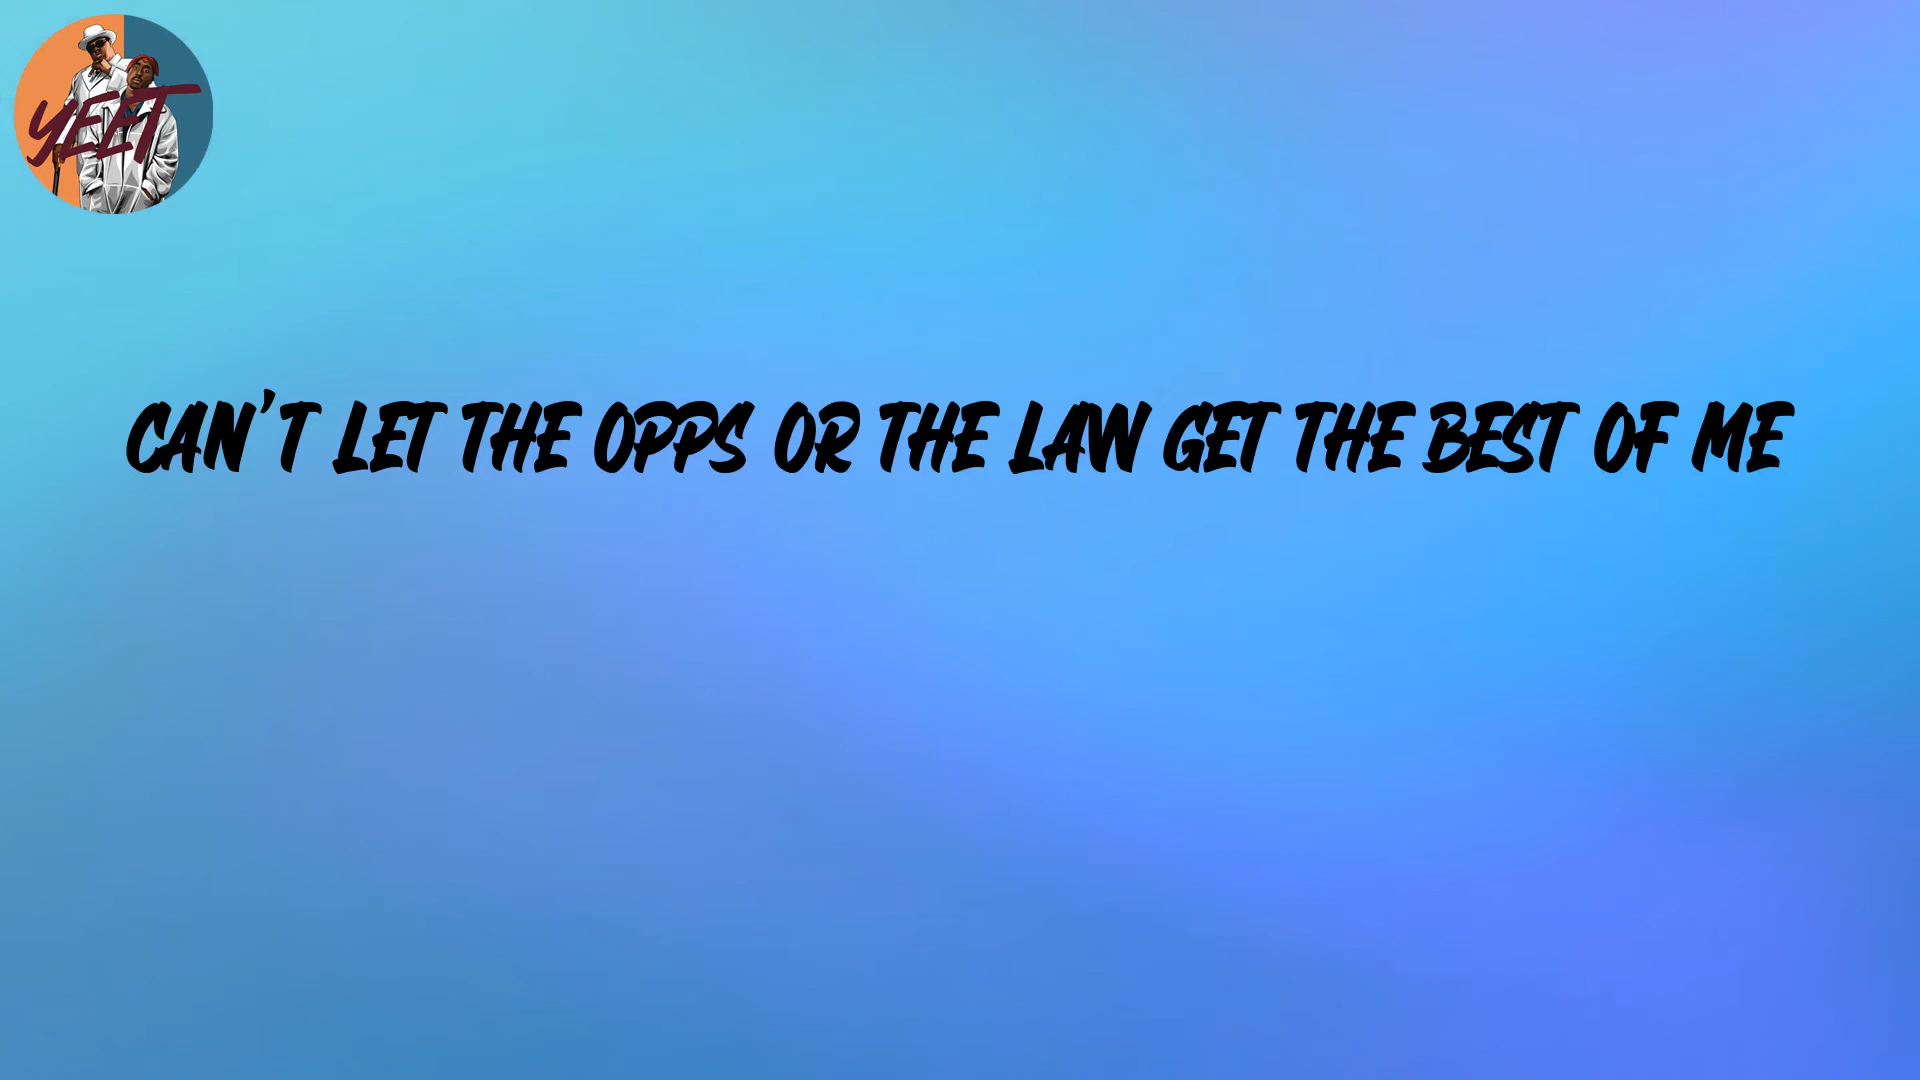 YEET
CAN'T LET THE OPPS OR THE LAW GET THE BEST OF ME